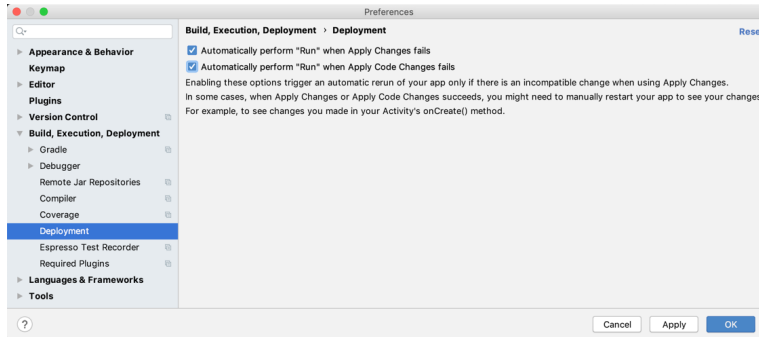 Preferences
Appearance & Behavior
Keymap
Editor
Plugins
Version Control
Build, Execution, Deployment
Gradle
Debugger
Remote Jar Repositories
Compiler
Coverage
Deployment
Espresso Test Recorder
Required Plugins
Languages & Frameworks
Tools
Build, Execution, Deployment › Deployment
Rese
Automatically perform "Run" when Apply Changes fails
Automatically perform "Run" when Apply Code Changes fails
Enabling these options trigger an automatic rerun of your app only if there is an incompatible change when using Apply Changes.
In some cases, when Apply Changes or Apply Code Changes succeeds, you might need to manually restart your app to see your changes
For example, to see changes you made in your Activity's onCreate() method.
?
Cancel
Apply
OK